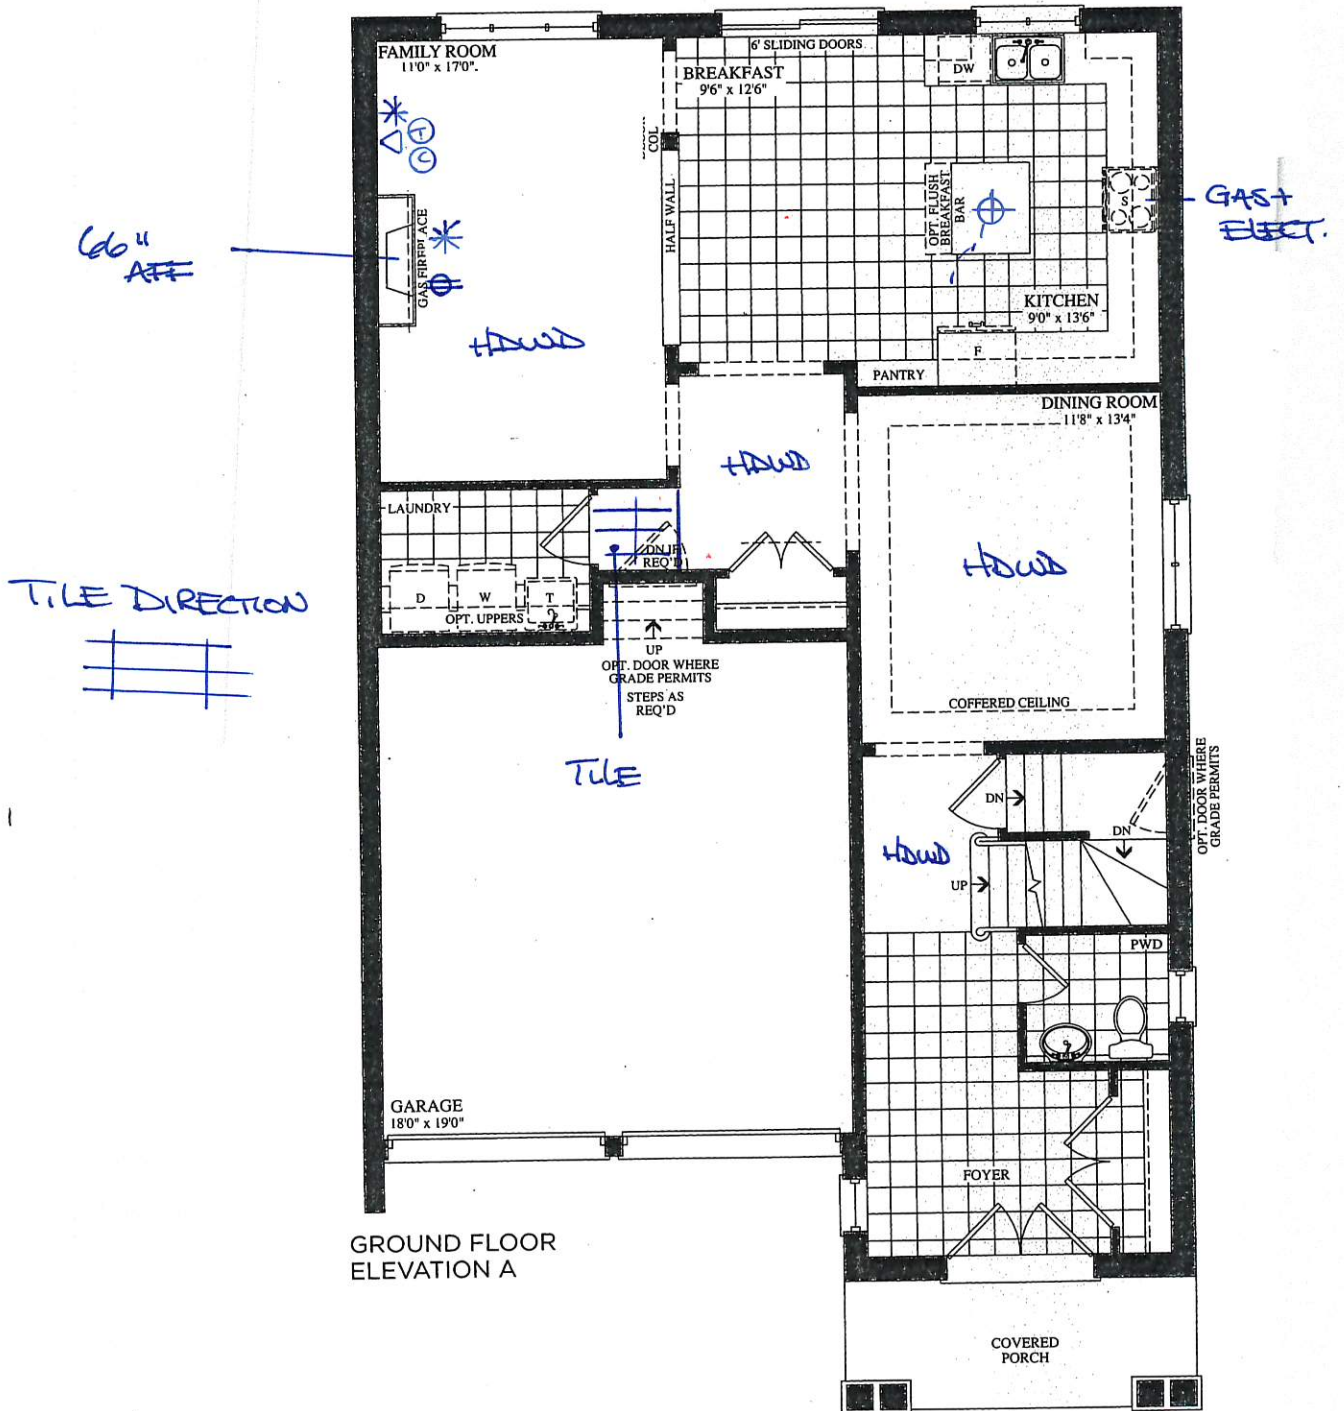 6' SLIDING DOORS
FAMILY ROOM
11'0" x 17'0".
BREAKFAST
9'6" x 12'6"
DW
T
C
COL
HALF WALL
OPT. FLUSH
BREAKFAST
BAR
S
GAS +
ELECT.
66"
AFF
GAS FIREPLACE
KITCHEN
9'0" x 13'6"
HDWD
F
PANTRY
DINING ROOM
11'8" x 13'4"
HDWD
LAUNDRY
DN IF
REQ'D
HDWD
TILE DIRECTION
D
W
T
OPT. UPPERS
UP
OPT. DOOR WHERE
GRADE PERMITS
STEPS AS
REQ'D
COFFERED CEILING
TILE
OPT. DOOR WHERE
GRADE PERMITS
DN
DN
HDWD
UP
PWD
GARAGE
18'0" x 19'0"
FOYER
GROUND FLOOR
ELEVATION A
COVERED
PORCH